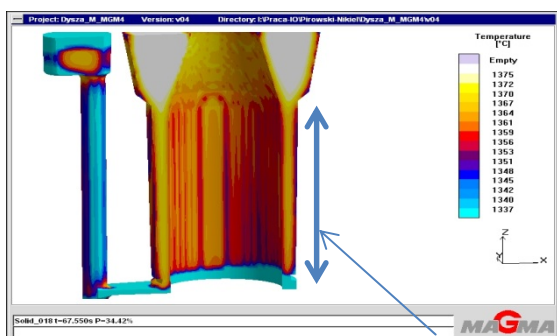 Project: Dysza_M_MGM4 Version: v04 Directory: I:\Praca-IO\Pirowski-Nikiel\Dysza_M_MGM4\v04
Temperature
[°C]
Empty
1375
1372
1370
1367
1364
1361
1359
1356
1353
1351
1348
1345
1342
1340
1337
Z
Y
X
Solid_0181=67.550s P=34.42%
MAGMA